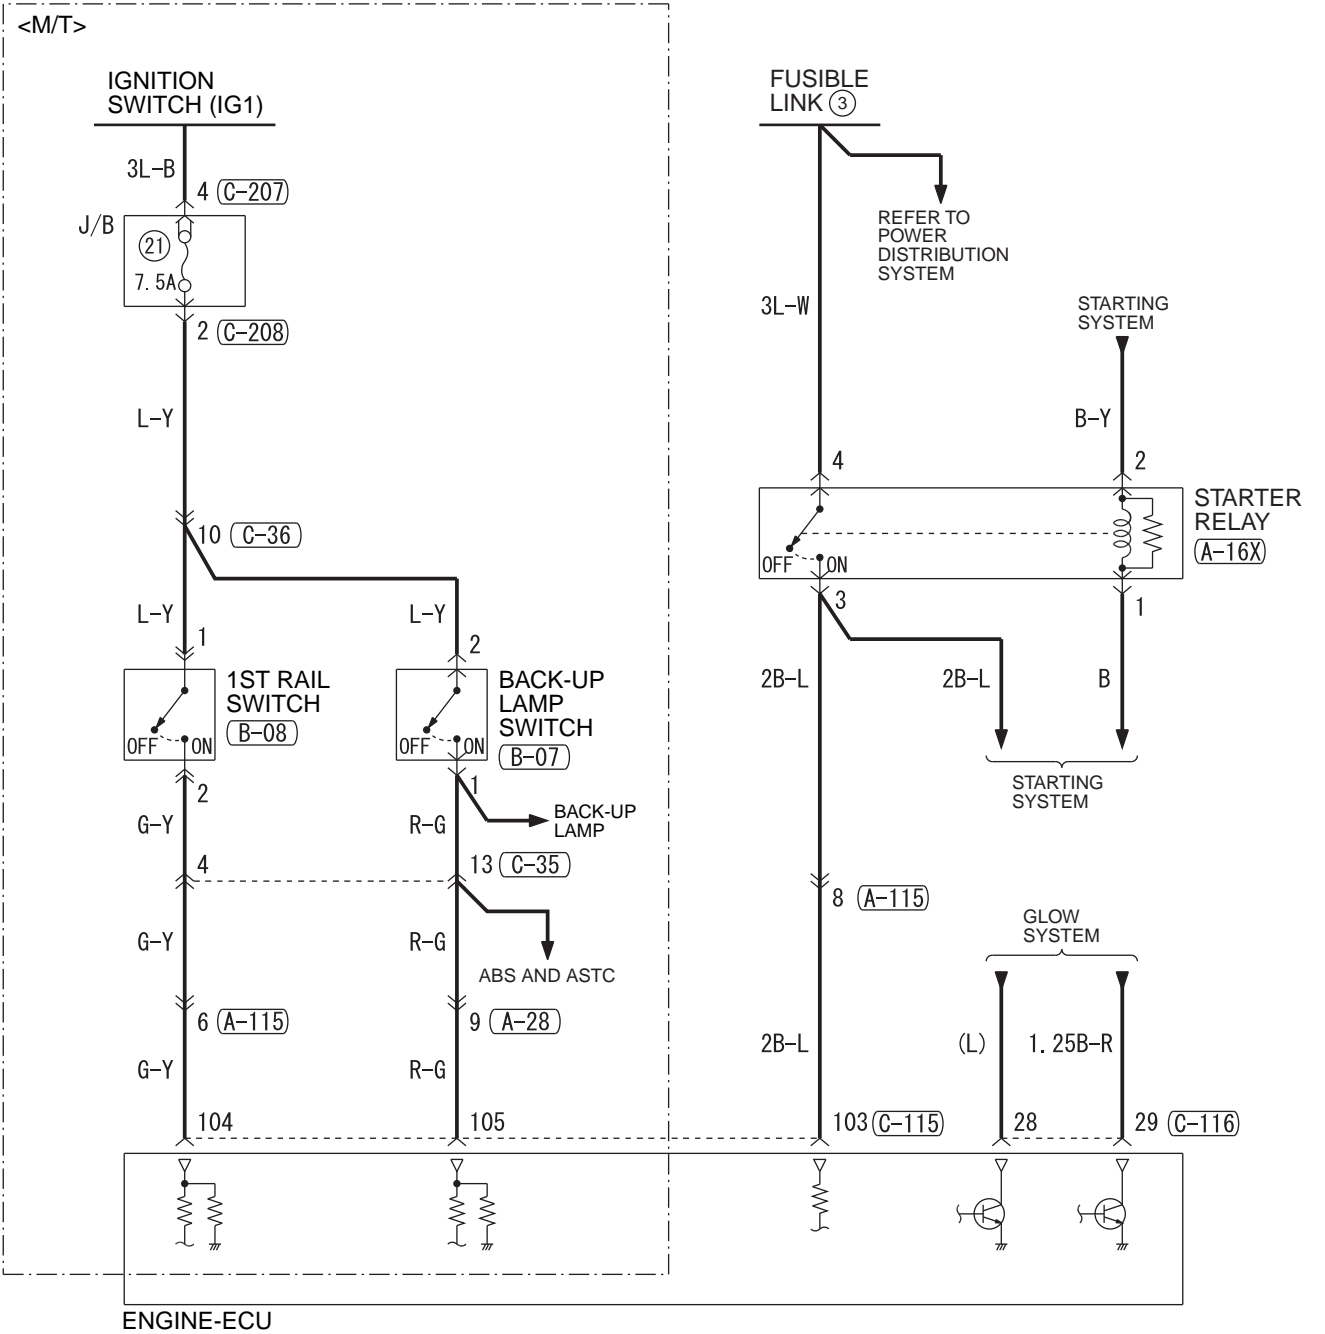 <M/T>
IGNITION
SWITCH (IG1)
3L-B
4 C-207
J/B
21
7.5A
2 C-208
L-Y
10 C-36
L-Y
L-Y
1
2
1ST RAIL
SWITCH
B-08
OFF
ON
BACK-UP
LAMP
SWITCH
B-07
OFF
ON
2
1
G-Y
R-G
BACK-UP
LAMP
4
13 C-35
G-Y
R-G
ABS AND ASTC
6 A-115
9 A-28
G-Y
R-G
104
105
FUSIBLE
LINK 3
REFER TO
POWER
DISTRIBUTION
SYSTEM
3L-W
STARTING
SYSTEM
B-Y
4
2
STARTER
RELAY
A-16X
OFF
ON
3
1
2B-L
2B-L
B
STARTING
SYSTEM
8 A-115
GLOW
SYSTEM
2B-L
(L)
1.25B-R
103 C-115
28
29 C-116
ENGINE-ECU